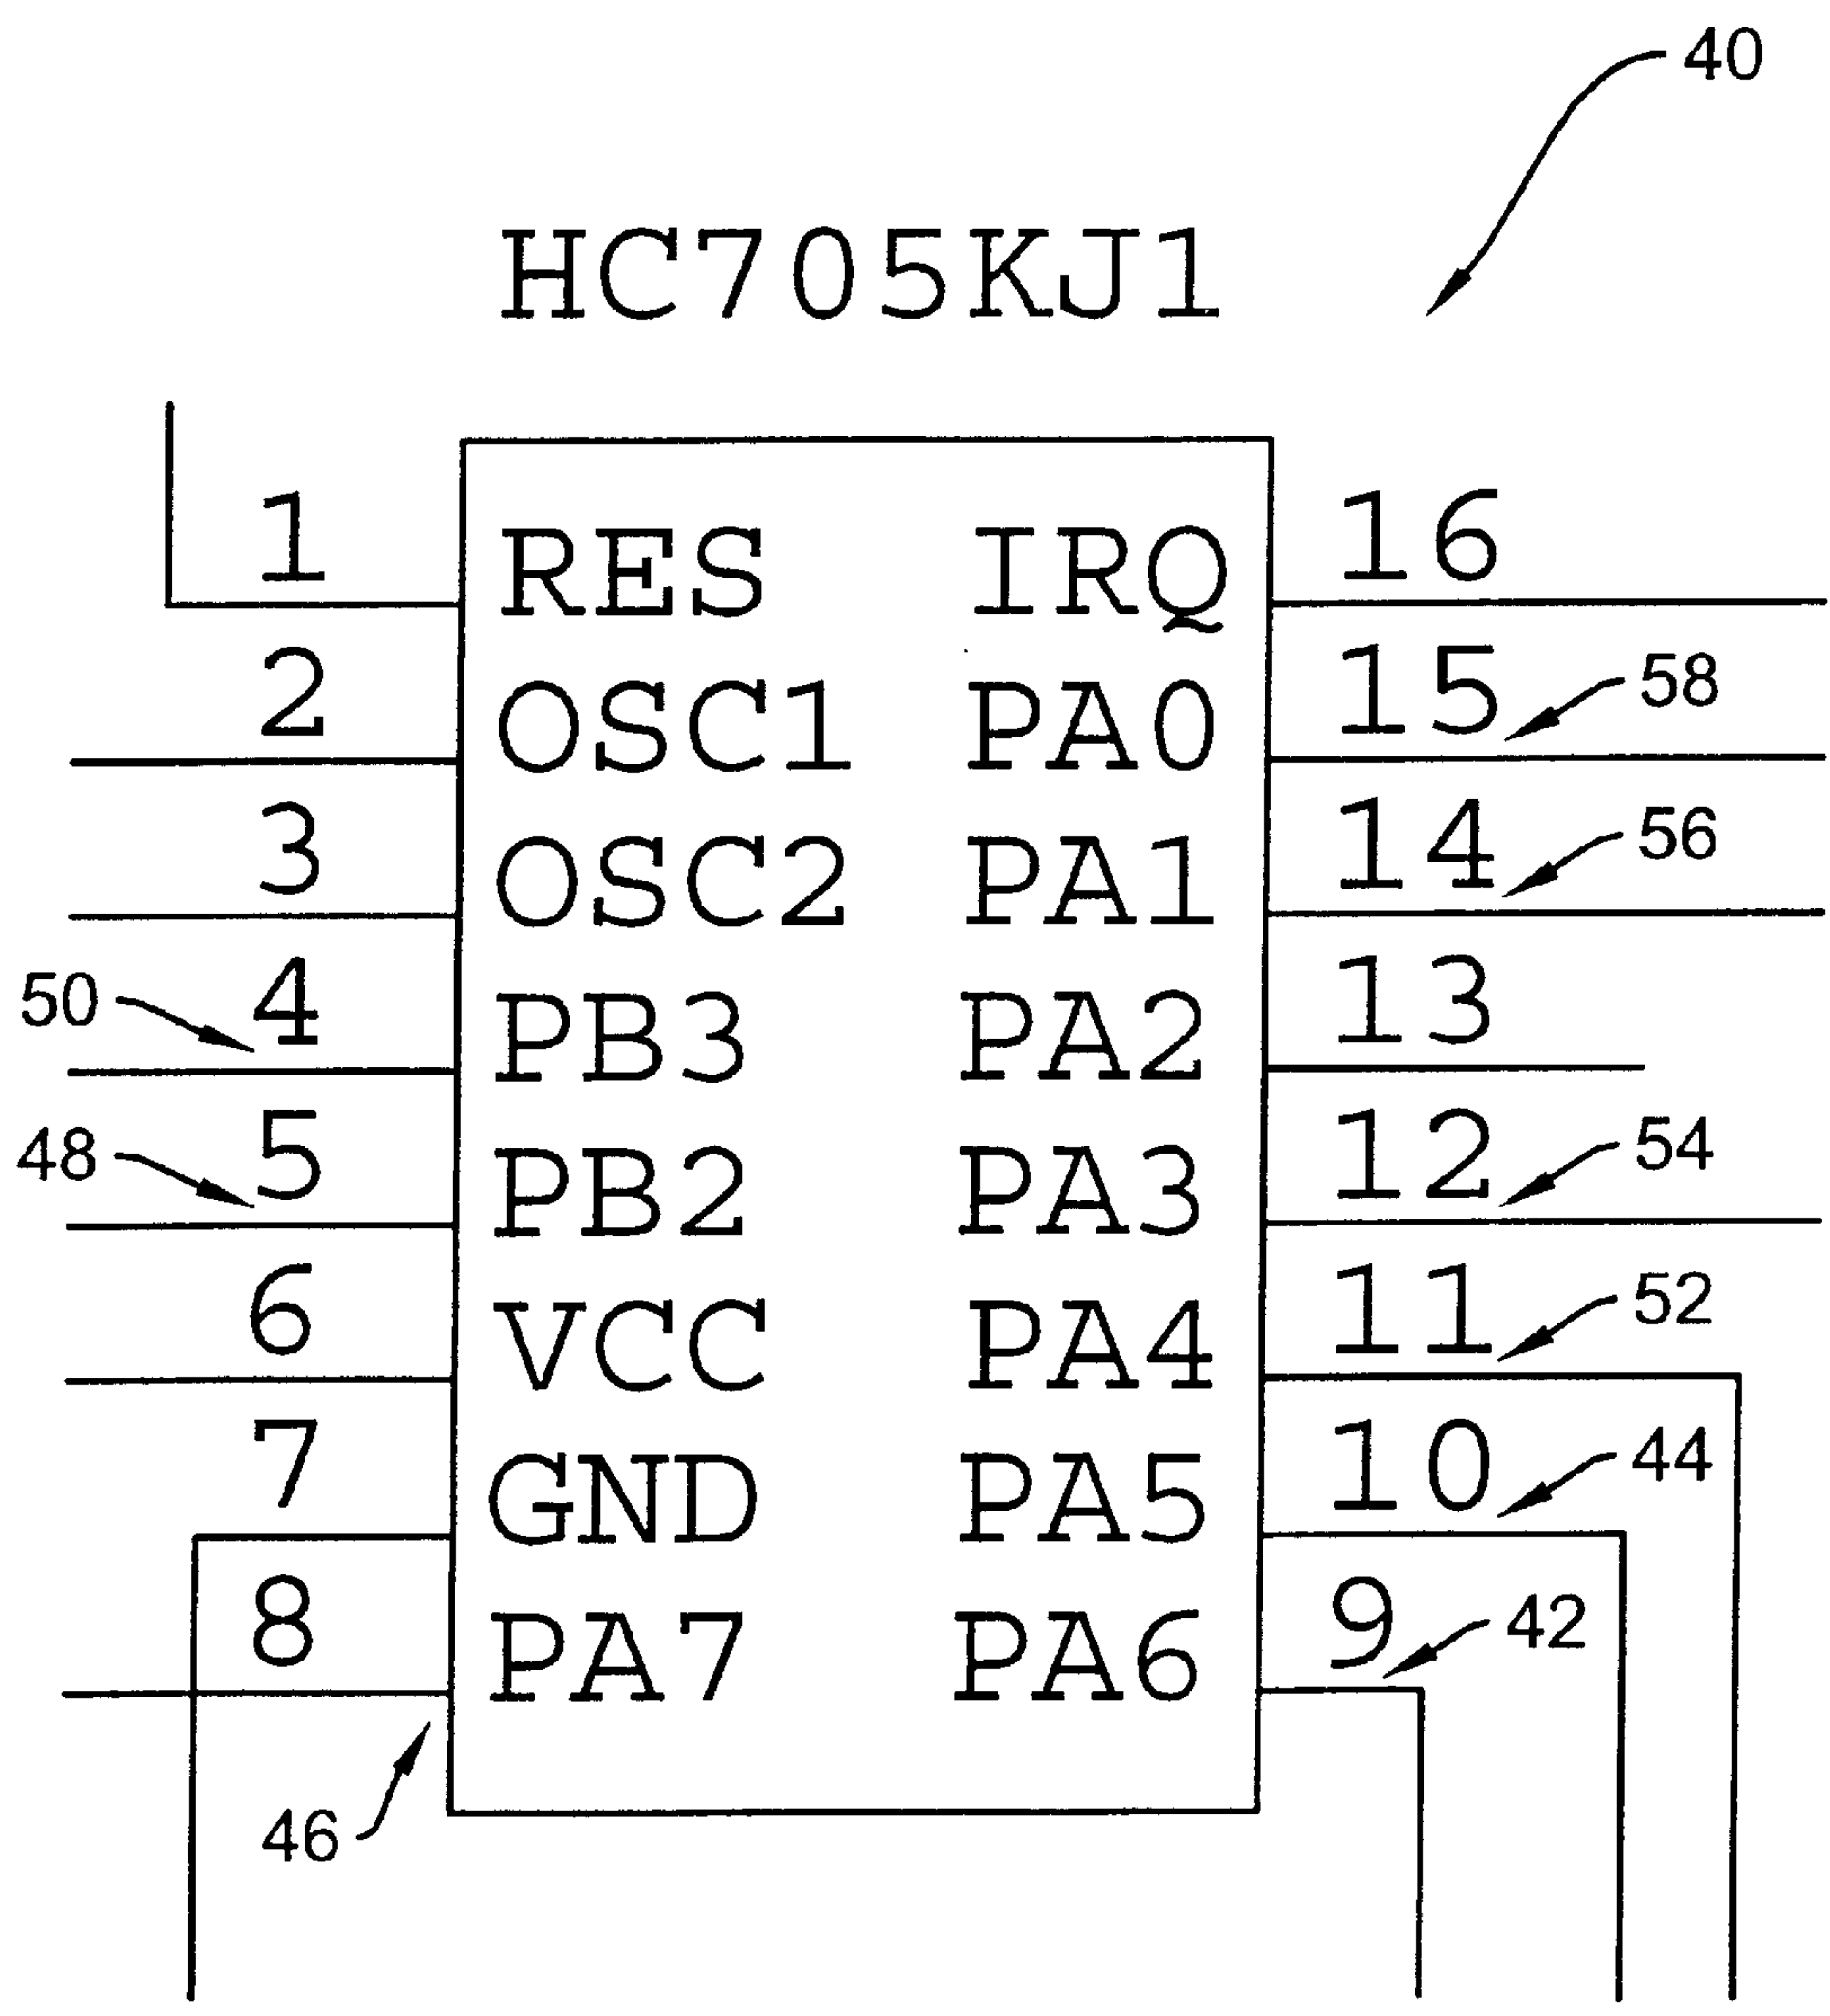 40
HC705KJ1
1 RES IRQ 16
2 OSC1 PA0 15 58
3 OSC2 PA1 14 56
50 4 PB3 PA2 13
48 5 PB2 PA3 12 54
6 VCC PA4 11 52
7 GND PA5 10 44
8 PA7 PA6 9 42
46